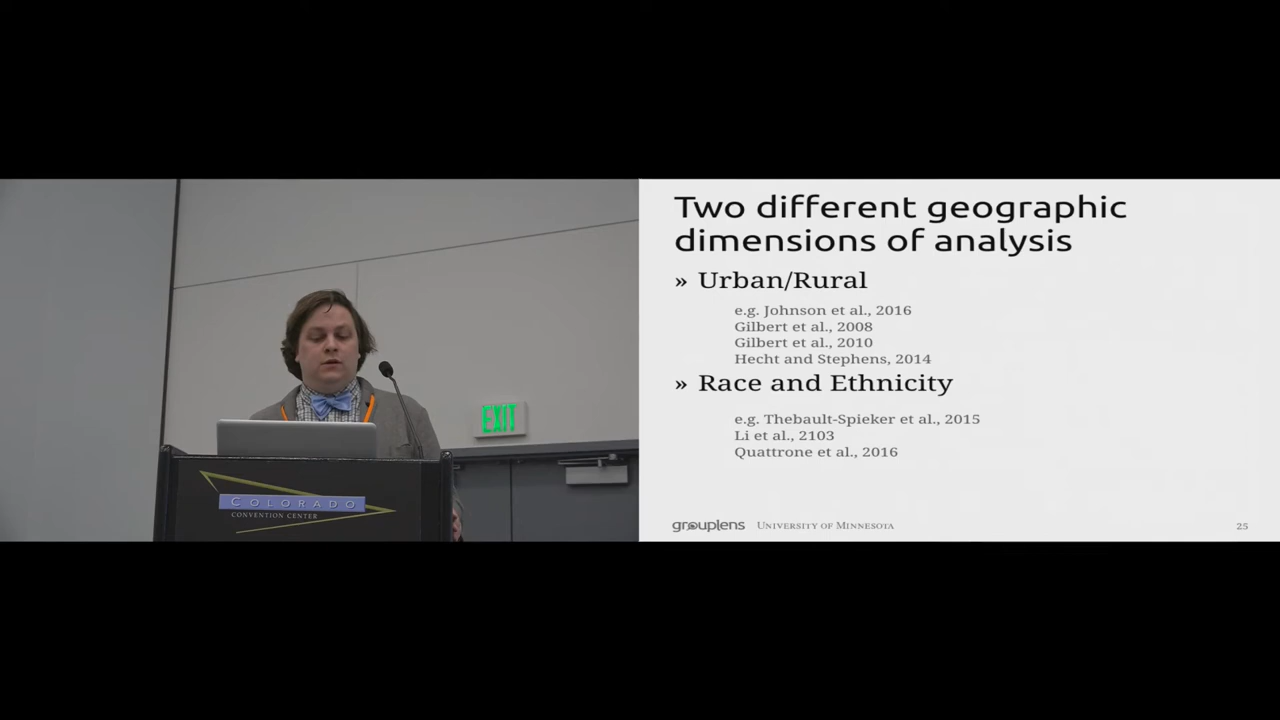 Two different geographic
dimensions of analysis
» Urban/Rural
e.g. Johnson et al., 2016
Gilbert et al., 2008
Gilbert et al., 2010
Hecht and Stephens, 2014
» Race and Ethnicity
e.g. Thebault-Spieker et al., 2015
Li et al., 2103
Quattrone et al., 2016
grouplens UNIVERSITY OF MINNESOTA 25
EXIT
COLORADO
CONVENTION CENTER